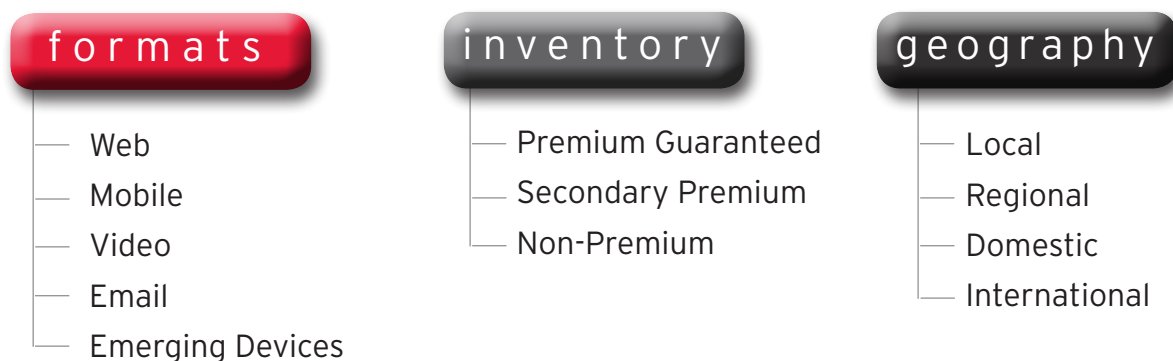 formats
Web
Mobile
Video
Email
Emerging Devices
inventory
Premium Guaranteed
Secondary Premium
Non-Premium
geography
Local
Regional
Domestic
International